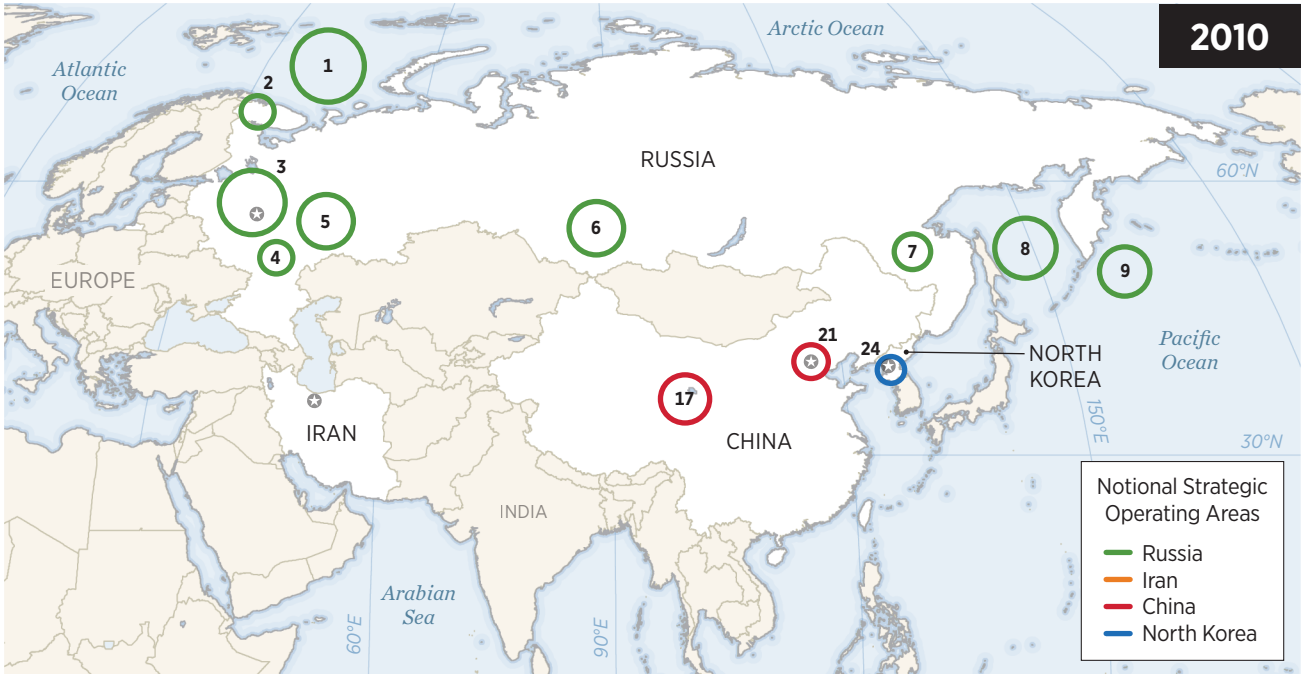 2010
Arctic Ocean
Atlantic
Ocean
1
2
RUSSIA
3
60°N
5
6
7
8
4
9
EUROPE
21
24
Pacific
Ocean
NORTH
KOREA
17
IRAN
CHINA
150°E
30°N
INDIA
Arabian
Sea
60°E
90°E
Notional Strategic
Operating Areas
Russia
Iran
China
North Korea